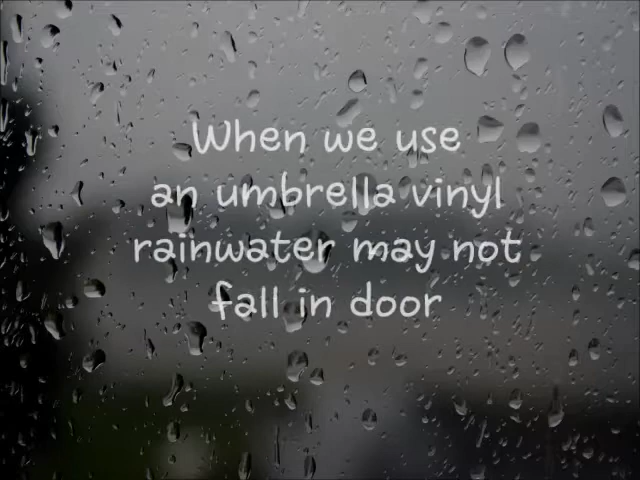 When we use
an umbrella vinyl
rainwater may not
fall in door